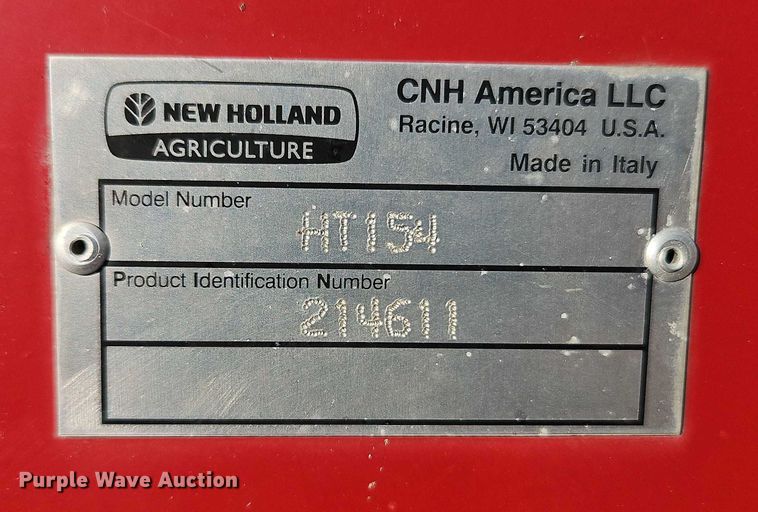 NEW HOLLAND
AGRICULTURE
CNH America LLC
Racine, WI 53404 U.S.A.
Made in Italy
Model Number
HT154
Product Identification Number
214611
Purple Wave Auction